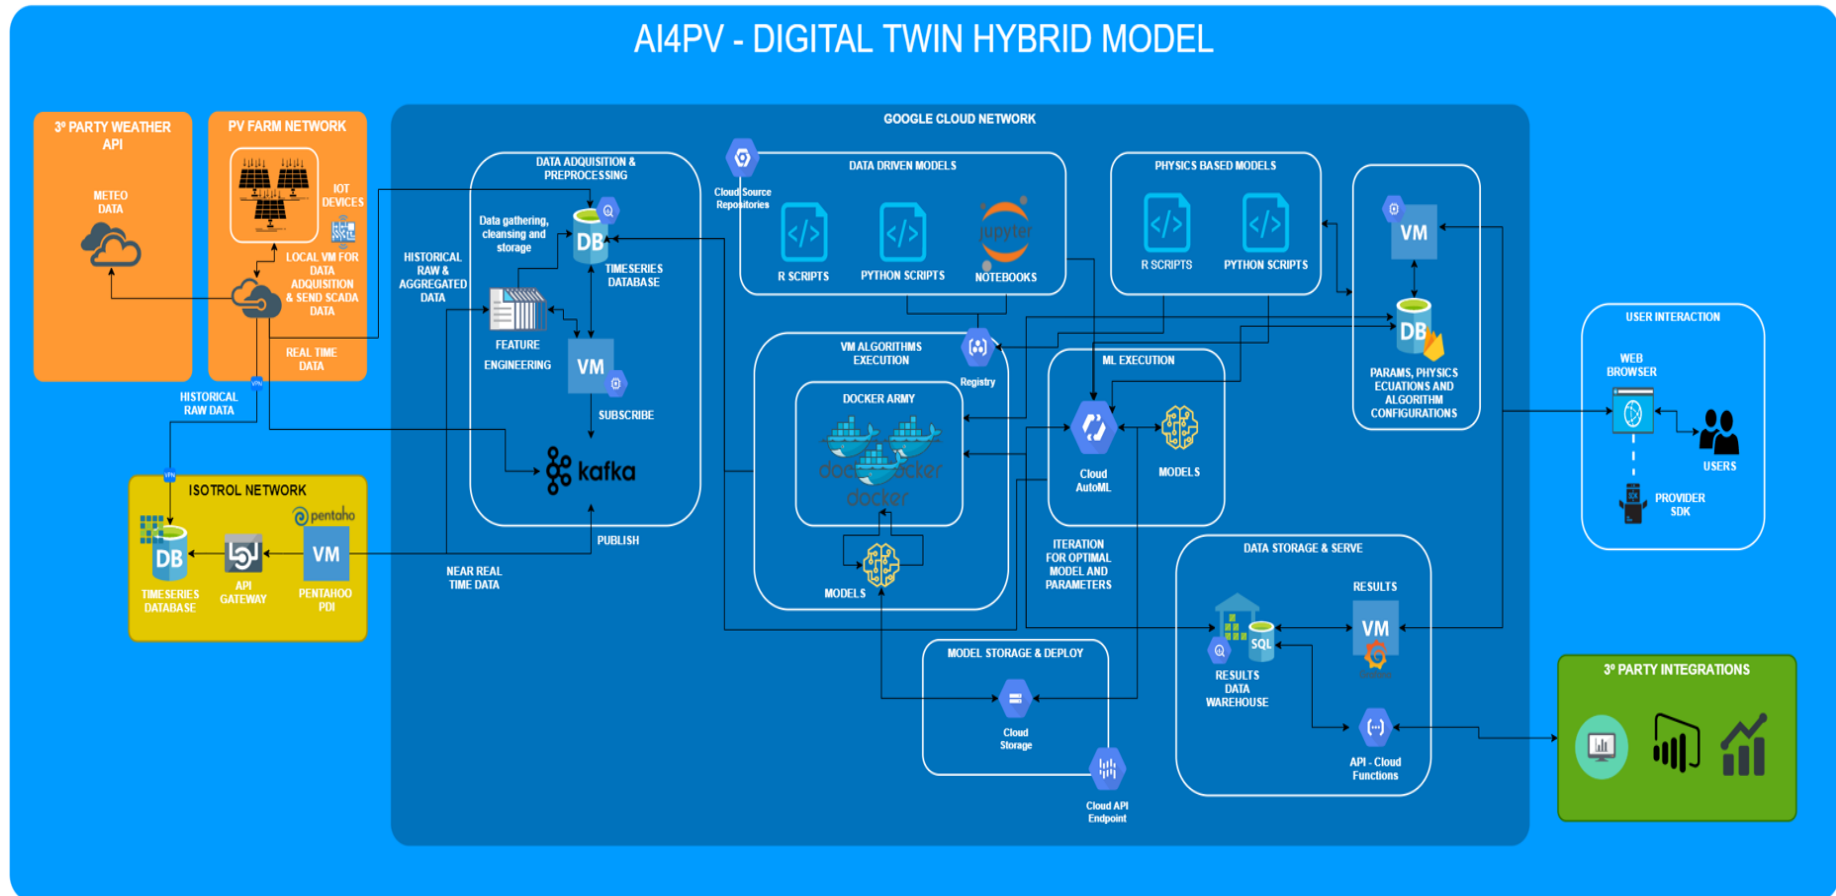 AI4PV - DIGITAL TWIN HYBRID MODEL
3º PARTY WEATHER
API
METEO
DATA
PV FARM NETWORK
IOT
DEVICES
LOCAL VM FOR
DATA
ADQUISITION
& SEND SCADA
DATA
REAL TIME
DATA
VPN
HISTORICAL
RAW DATA
VPN
ISOTROL NETWORK
pentaho
DB
VM
TIMESERIES
DATABASE
API
GATEWAY
PENTAHOO
PDI
GOOGLE CLOUD NETWORK
DATA ADQUISITION &
PREPROCESSING
Data gathering,
cleansing and
storage
DB
TIMESERIES
DATABASE
HISTORICAL
RAW &
AGGREGATED
DATA
FEATURE
ENGINEERING
VM
SUBSCRIBE
kafka
PUBLISH
NEAR REAL
TIME DATA
DATA DRIVEN MODELS
Cloud Source
Repositories
R SCRIPTS
PYTHON SCRIPTS
jupyter
NOTEBOOKS
PHYSICS BASED MODELS
R SCRIPTS
PYTHON SCRIPTS
VM
DB
PARAMS, PHYSICS
ECUATIONS AND
ALGORITHM
CONFIGURATIONS
VM ALGORITHMS
EXECUTION
Registry
DOCKER ARMY
docker
docker
docker
MODELS
ML EXECUTION
Cloud
AutoML
MODELS
ITERATION
FOR OPTIMAL
MODEL AND
PARAMETERS
MODEL STORAGE & DEPLOY
Cloud
Storage
Cloud API
Endpoint
DATA STORAGE & SERVE
RESULTS
SQL
VM
RESULTS
DATA
WAREHOUSE
API - Cloud
Functions
USER INTERACTION
WEB
BROWSER
USERS
PROVIDER
SDK
3º PARTY INTEGRATIONS